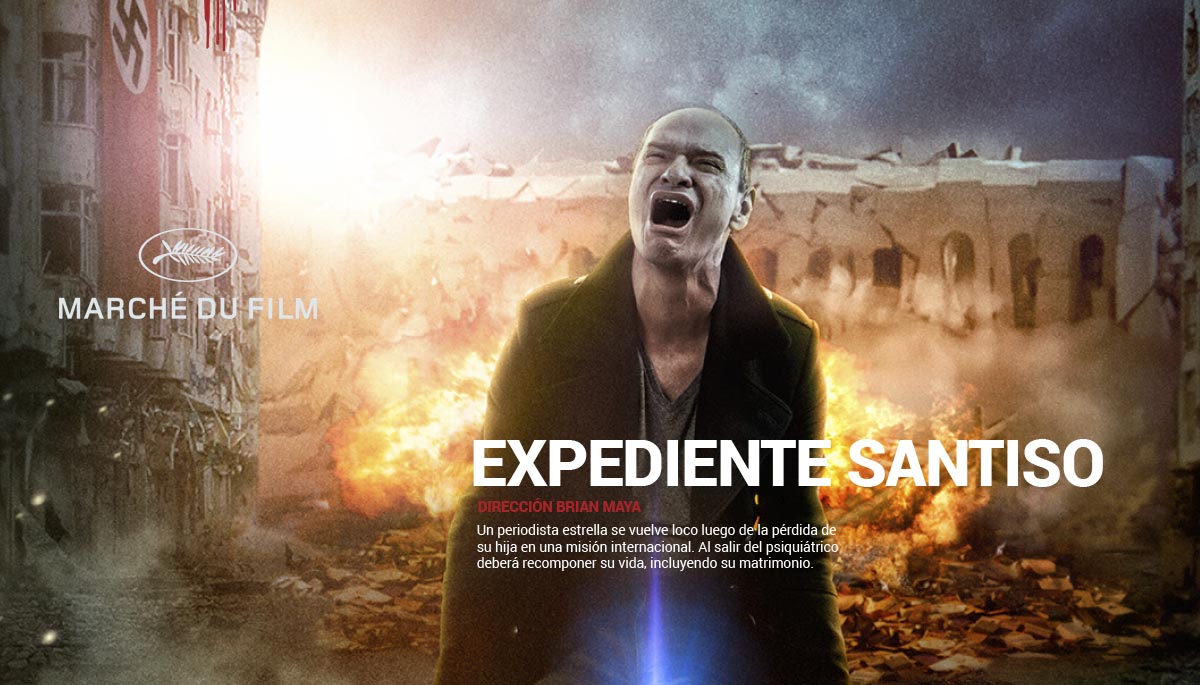 MARCHÉ DU FILM
EXPEDIENTE SANTISO
DIRECCIÓN BRIAN MAYA
Un periodista estrella se vuelve loco luego de la pérdida de
su hija en una misión internacional. Al salir del psiquiátrico,
deberá recomponer su vida, incluyendo su matrimonio.